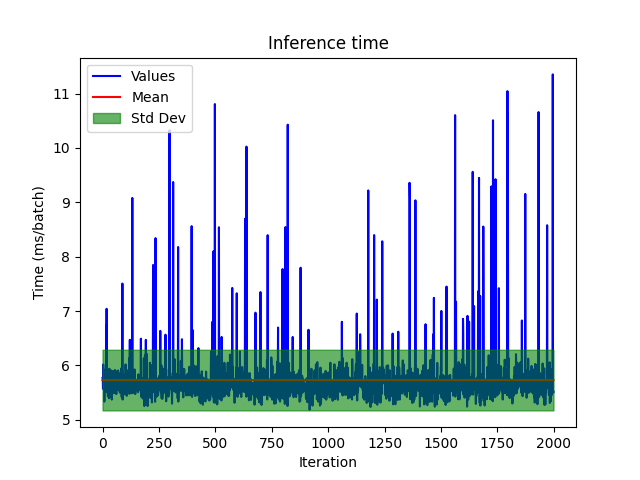 Inference time
Values
Mean
Std Dev
Time (ms/batch)
11
10
9
8
7
6
5
0 250 500 750 1000 1250 1500 1750 2000
Iteration